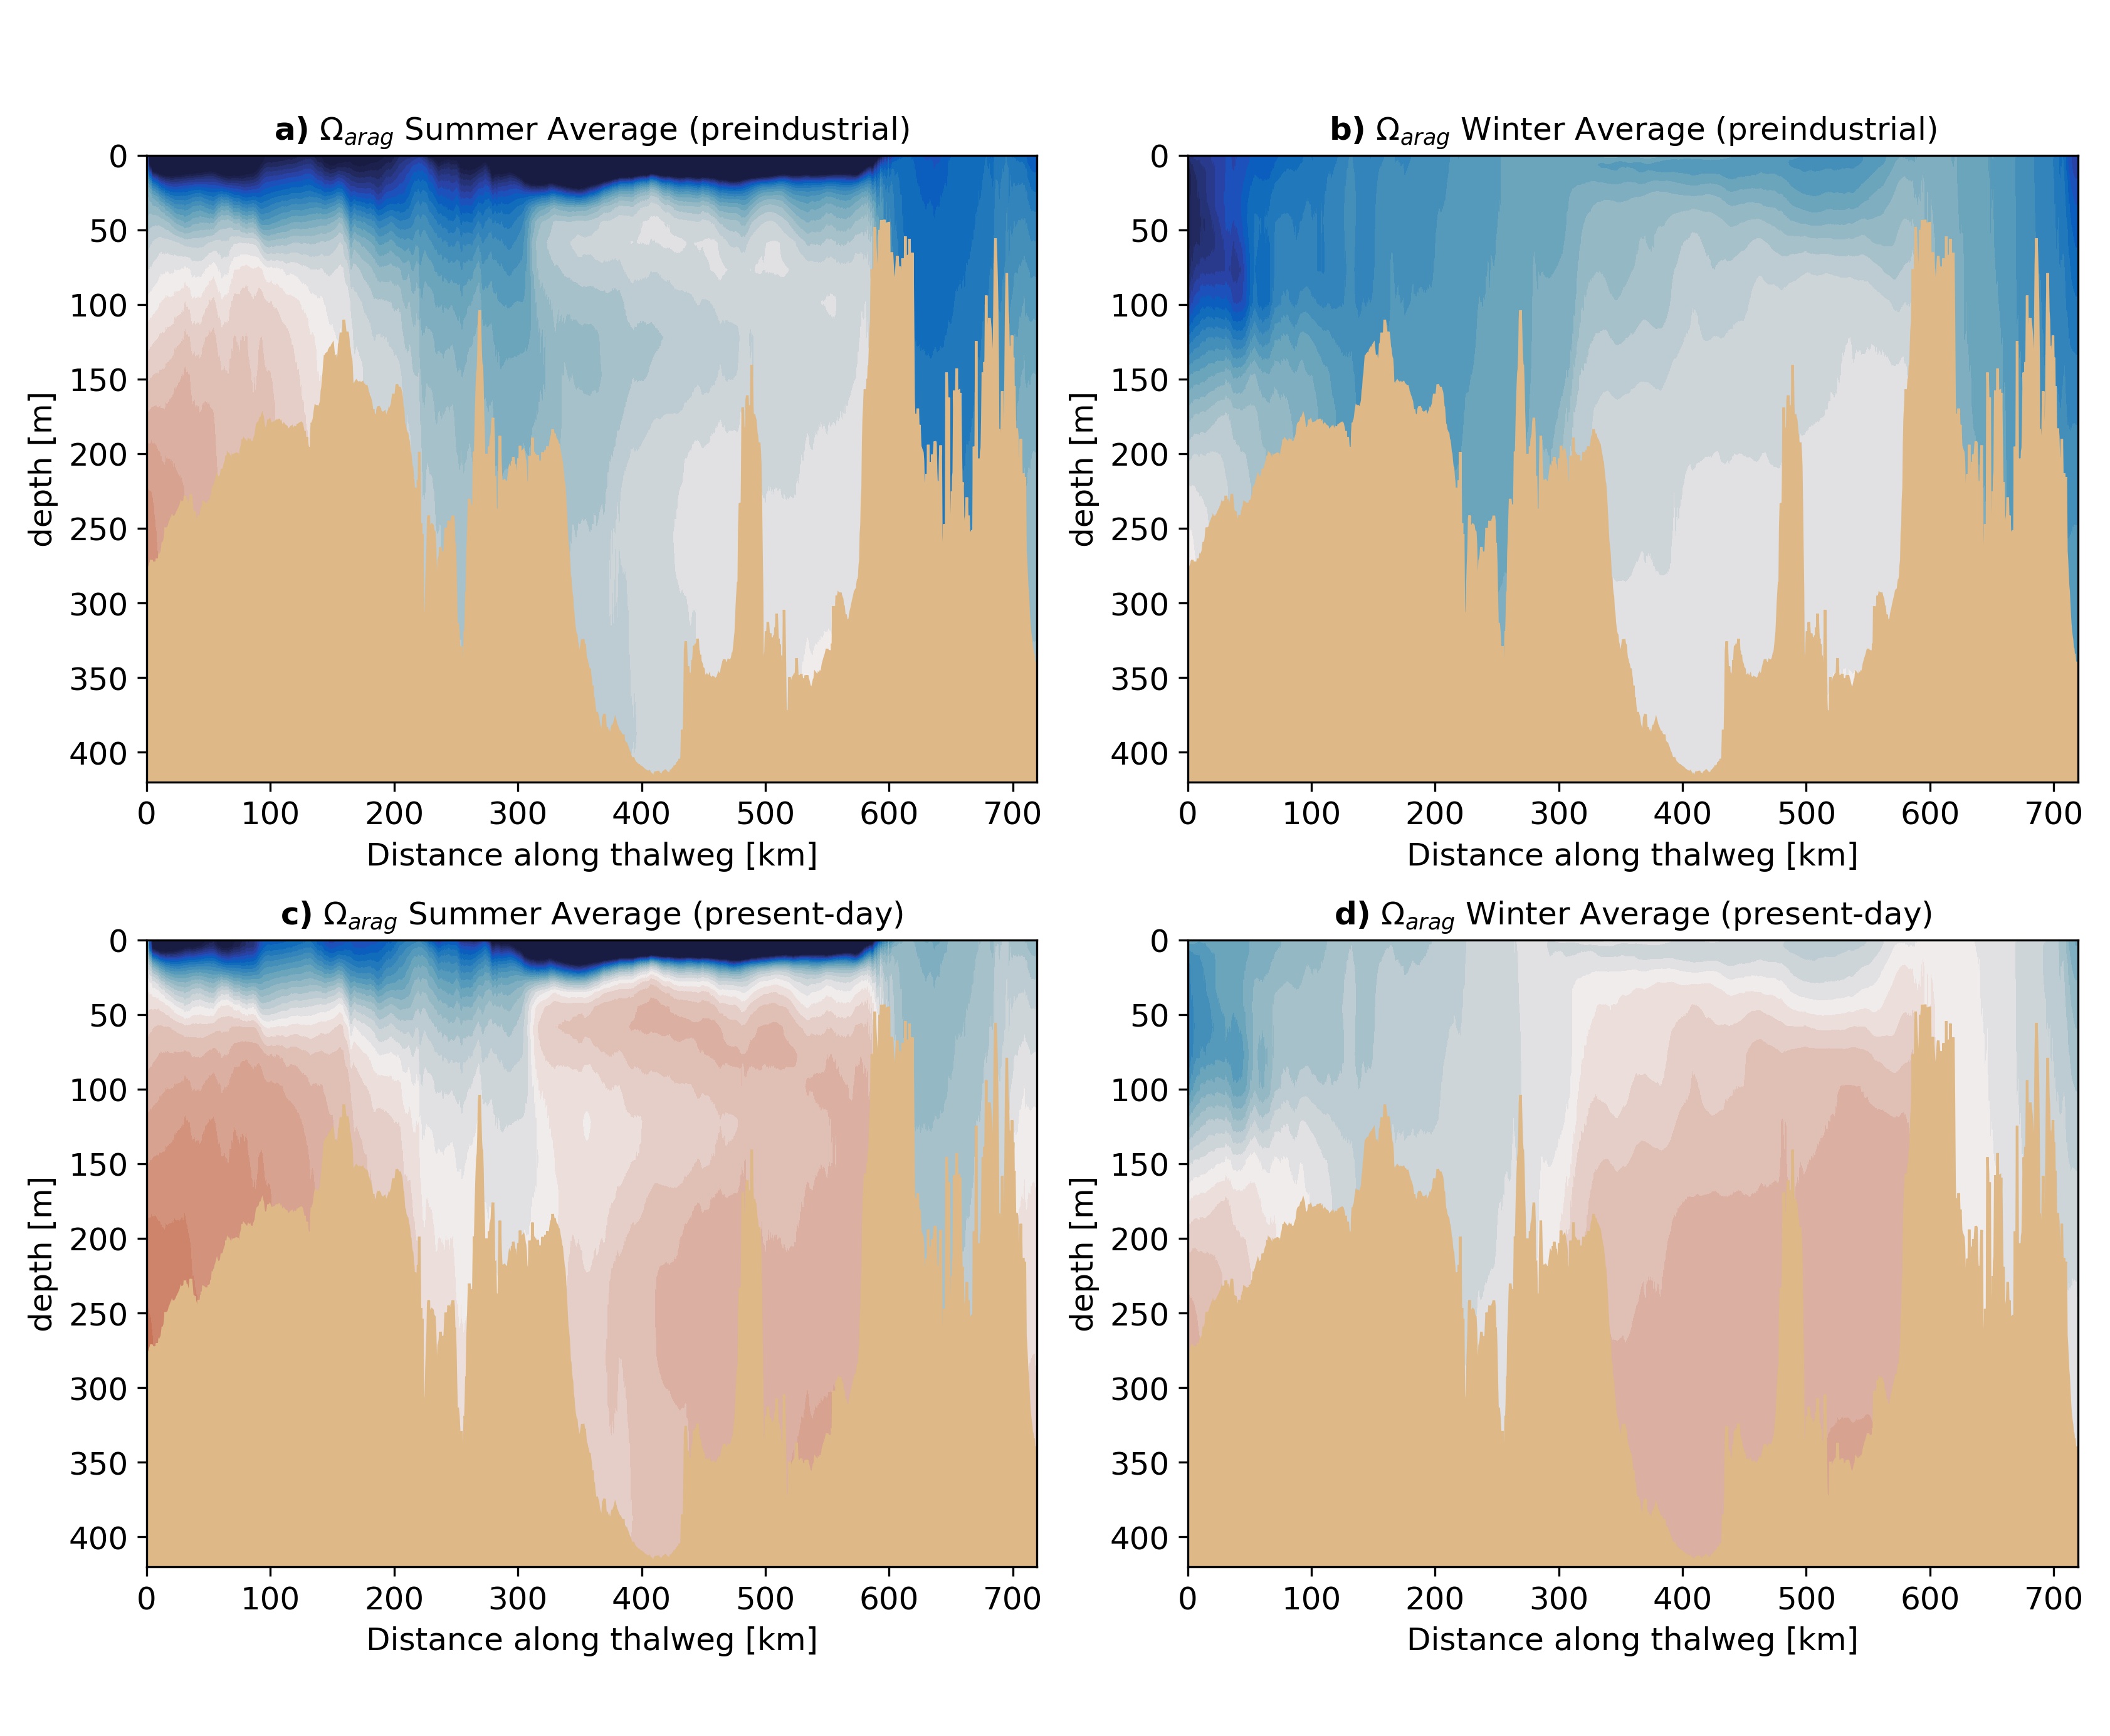 a) Ωarag Summer Average (preindustrial)
0
50
100
150
200
250
300
350
400
depth [m]
0 100 200 300 400 500 600 700
Distance along thalweg [km]
b) Ωarag Winter Average (preindustrial)
0
50
100
150
200
250
300
350
400
depth [m]
0 100 200 300 400 500 600 700
Distance along thalweg [km]
c) Ωarag Summer Average (present-day)
0
50
100
150
200
250
300
350
400
depth [m]
0 100 200 300 400 500 600 700
Distance along thalweg [km]
d) Ωarag Winter Average (present-day)
0
50
100
150
200
250
300
350
400
depth [m]
0 100 200 300 400 500 600 700
Distance along thalweg [km]